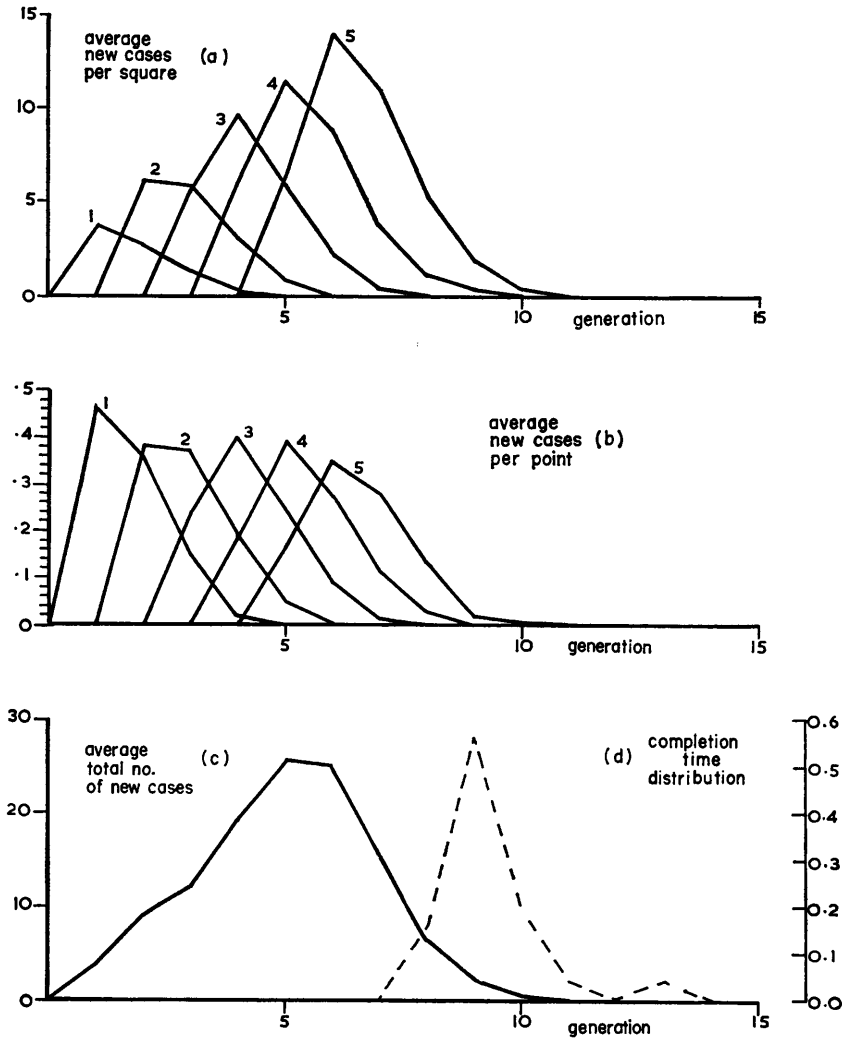 15
10
5
0
average
new cases (a)
per square
1
2
3
4
5
5
10
generation
15
.5
.4
.3
.2
.1
0
1
2
3
4
5
average
new cases (b)
per point
5
10
generation
15
30
20
10
0
average (c)
total no.
of new cases
(d) completion
time
distribution
0.6
0.5
0.4
0.3
0.2
0.1
0.0
5
10
generation
15